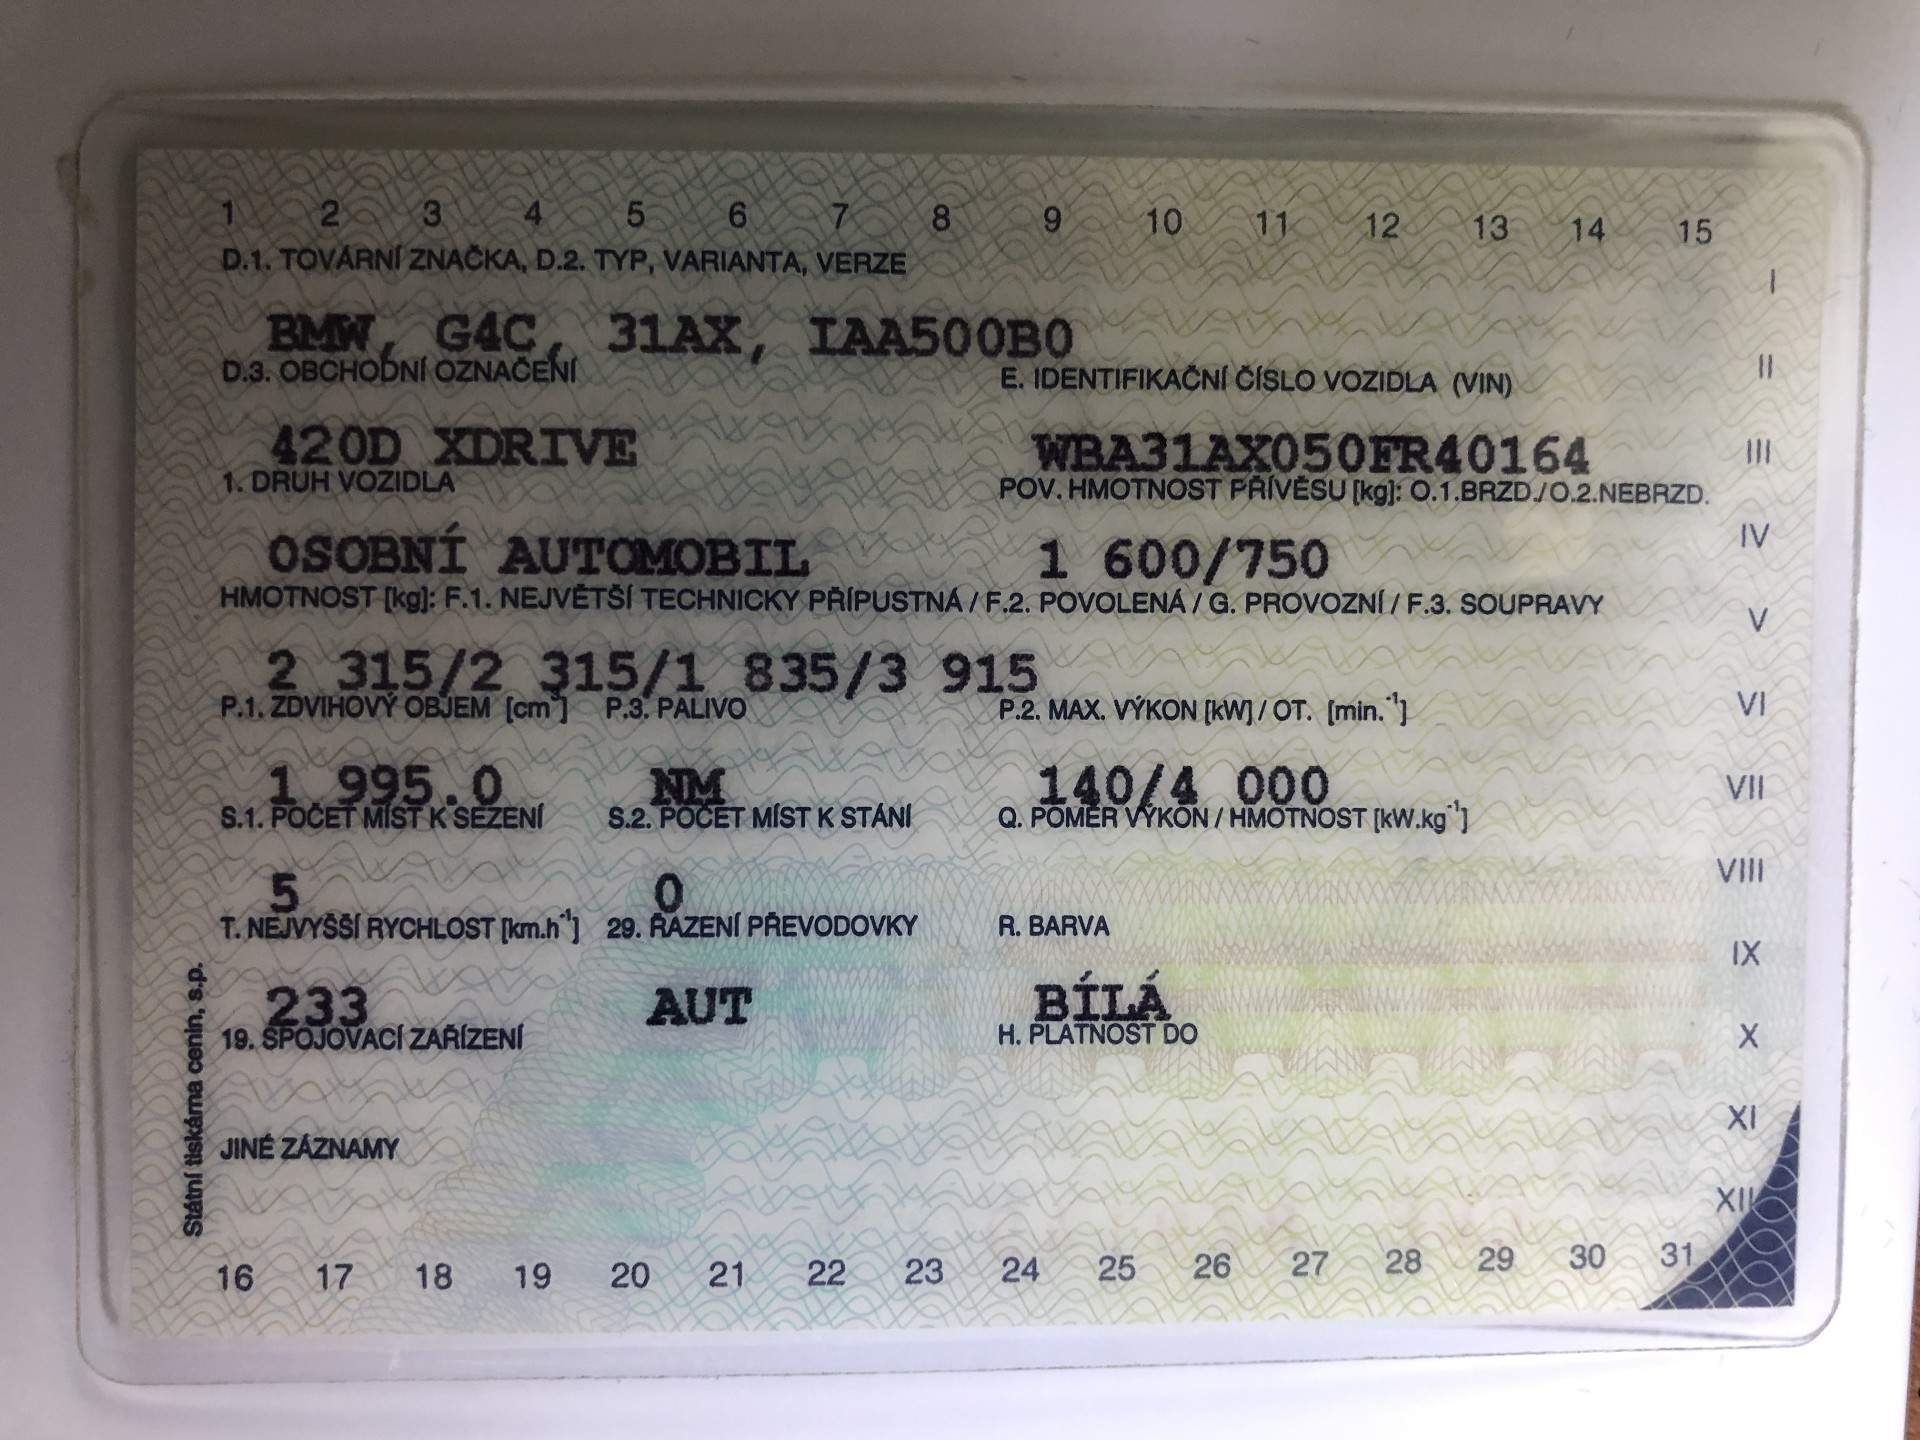 1 2 3 4 5 6 7 8 9 10 11 12 13 14 15
D.1. TOVÁRNÍ ZNAČKA, D.2. TYP, VARIANTA, VERZE
I
BMW, G4C, 31AX, IAA500B0
II
D.3. OBCHODNÍ OZNAČENÍ E. IDENTIFIKAČNÍ ČÍSLO VOZIDLA (VIN)
420D XDRIVE WBA31AX050FR40164
III
1. DRUH VOZIDLA POV. HMOTNOST PŘÍVĚSU [kg]: O.1.BRZD./O.2.NEBRZD.
OSOBNÍ AUTOMOBIL 1 600/750
IV
HMOTNOST [kg]: F.1. NEJVĚTŠÍ TECHNICKY PŘÍPUSTNÁ / F.2. POVOLENÁ / G. PROVOZNÍ / F.3. SOUPRAVY
V
2 315/2 315/1 835/3 915
P.1. ZDVIHOVÝ OBJEM [cm³] P.3. PALIVO P.2. MAX. VÝKON [kW] / OT. [min.⁻¹]
VI
1 995.0 NM 140/4 000
VII
S.1. POČET MÍST K SEZENÍ S.2. POČET MÍST K STÁNÍ Q. POMĚR VÝKON / HMOTNOST [kW.kg⁻¹]
5 0
VIII
T. NEJVYŠŠÍ RYCHLOST [km.h⁻¹] 29. ŘAZENÍ PŘEVODOVKY R. BARVA
IX
233 AUT BÍLÁ
19. SPOJOVACÍ ZAŘÍZENÍ H. PLATNOST DO
X
XI
JINÉ ZÁZNAMY
XII
16 17 18 19 20 21 22 23 24 25 26 27 28 29 30 31
Státní tiskárna cenin, s.p.